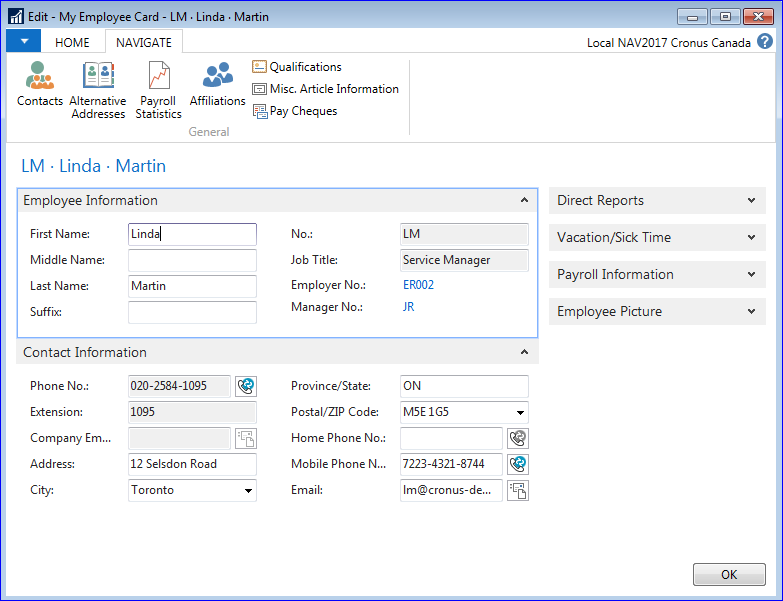 Edit - My Employee Card - LM · Linda · Martin
HOME NAVIGATE Local NAV2017 Cronus Canada ?
Contacts
Alternative Addresses
Payroll Statistics
Affiliations
Qualifications
Misc. Article Information
Pay Cheques
General
LM · Linda · Martin
Employee Information
First Name: Linda
Middle Name:
Last Name: Martin
Suffix:
No.: LM
Job Title: Service Manager
Employer No.: ER002
Manager No.: JR
Contact Information
Phone No.: 020-2584-1095
Extension: 1095
Company Em...
Address: 12 Selsdon Road
City: Toronto
Province/State: ON
Postal/ZIP Code: M5E 1G5
Home Phone No.:
Mobile Phone N... 7223-4321-8744
Email: lm@cronus-de...
Direct Reports
Vacation/Sick Time
Payroll Information
Employee Picture
OK